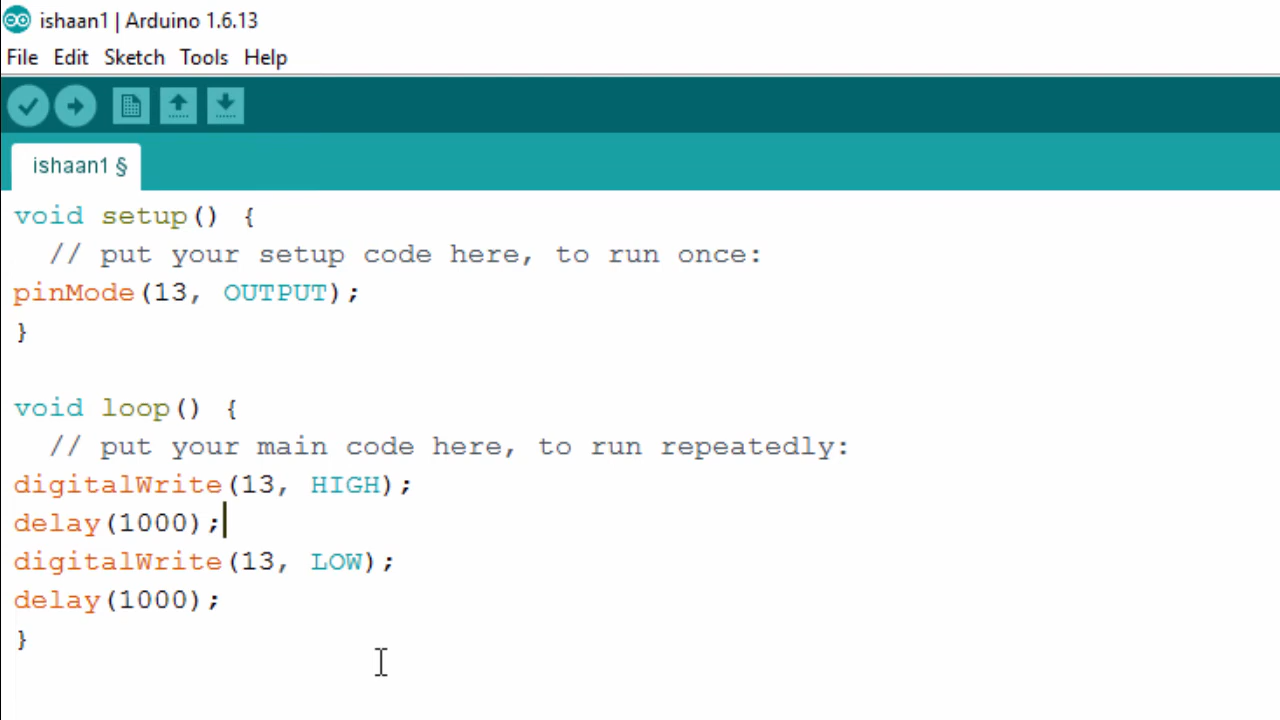 ishaan1 | Arduino 1.6.13
File Edit Sketch Tools Help
ishaan1 §
void setup() {
  // put your setup code here, to run once:
pinMode(13, OUTPUT);
}
void loop() {
  // put your main code here, to run repeatedly:
digitalWrite(13, HIGH);
delay(1000);
digitalWrite(13, LOW);
delay(1000);
}